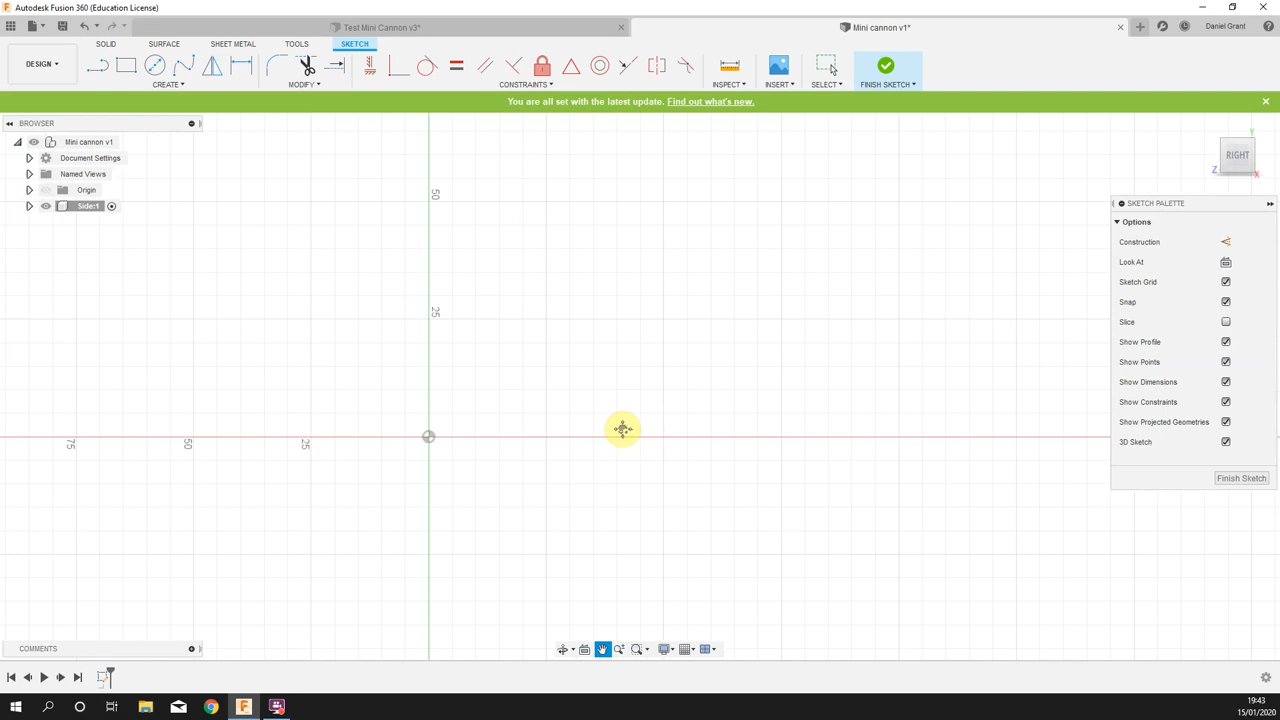 Autodesk Fusion 360 (Education License)
Test Mini Cannon v3*
Mini cannon v1*
Daniel Grant
SOLID
SURFACE
SHEET METAL
TOOLS
SKETCH
DESIGN
CREATE
MODIFY
CONSTRAINTS
INSPECT
INSERT
SELECT
FINISH SKETCH
You are all set with the latest update. Find out what's new.
BROWSER
Mini cannon v1
Document Settings
Named Views
Origin
Side:1
50
25
75
50
25
Y
RIGHT
Z
X
SKETCH PALETTE
Options
Construction
Look At
Sketch Grid
Snap
Slice
Show Profile
Show Points
Show Dimensions
Show Constraints
Show Projected Geometries
3D Sketch
Finish Sketch
COMMENTS
19:43
15/01/2020